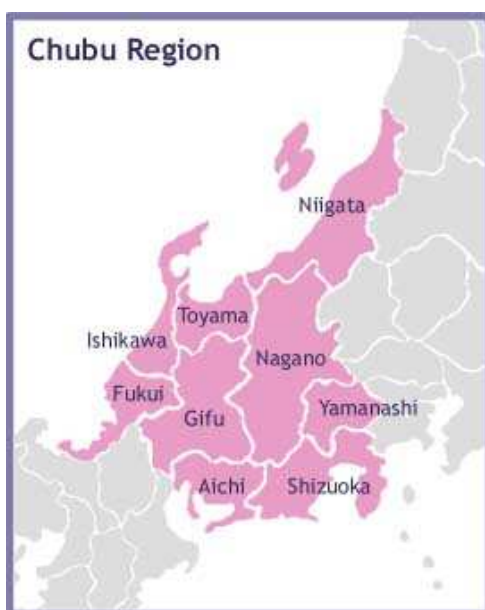 Chubu Region
Niigata
Toyama
Ishikawa
Nagano
Fukui
Yamanashi
Gifu
Aichi
Shizuoka